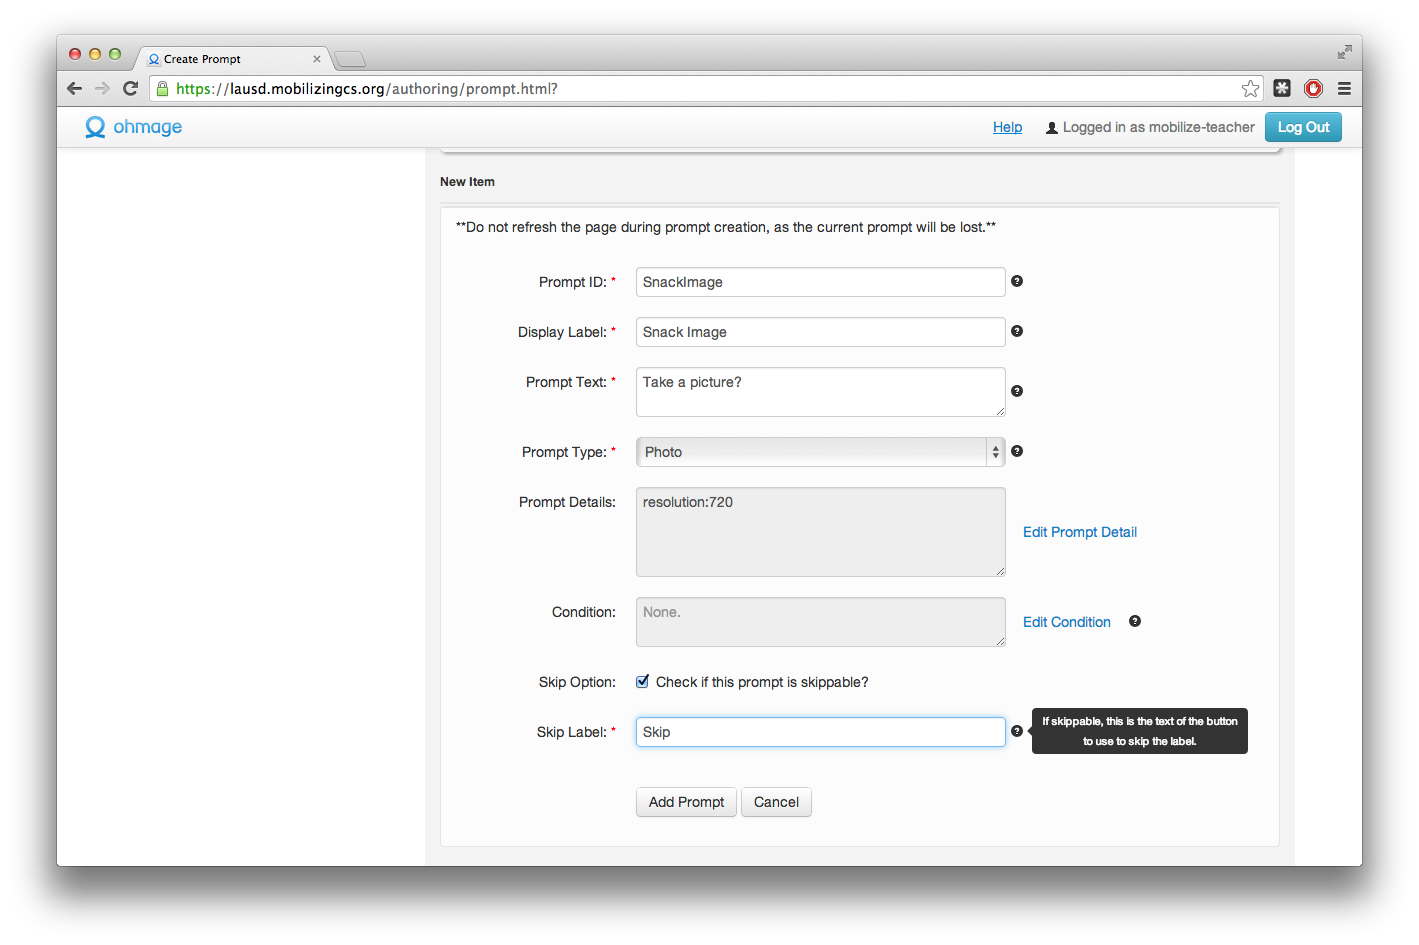 Create Prompt
https://lausd.mobilizingcs.org/authoring/prompt.html?
ohmage
Help
Logged in as mobilize-teacher
Log Out
New Item
**Do not refresh the page during prompt creation, as the current prompt will be lost.**
Prompt ID: * SnackImage
Display Label: * Snack Image
Prompt Text: * Take a picture?
Prompt Type: * Photo
Prompt Details: resolution:720
Edit Prompt Detail
Condition: None.
Edit Condition
Skip Option: Check if this prompt is skippable?
Skip Label: * Skip
If skippable, this is the text of the button
to use to skip the label.
Add Prompt
Cancel